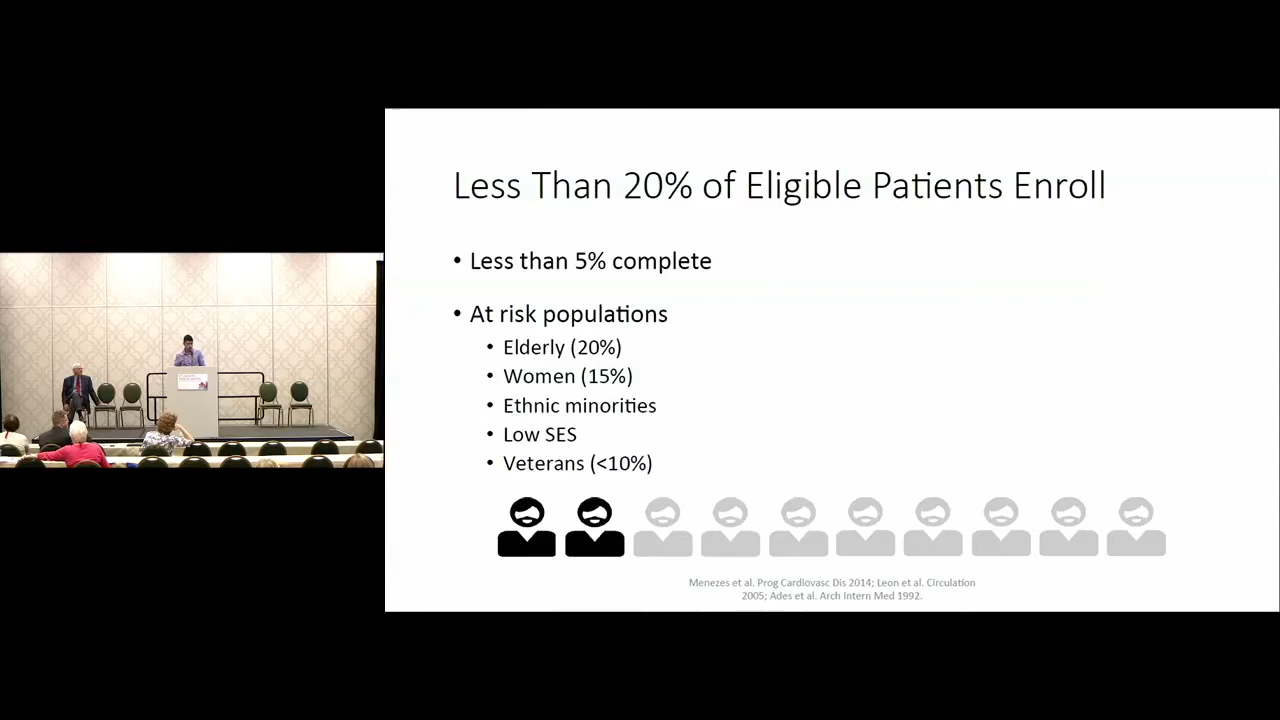 Less Than 20% of Eligible Patients Enroll
• Less than 5% complete
• At risk populations
• Elderly (20%)
• Women (15%)
• Ethnic minorities
• Low SES
• Veterans (<10%)
Menezes et al. Prog Cardiovasc Dis 2014; Leon et al. Circulation
2005; Ades et al. Arch Intern Med 1992.